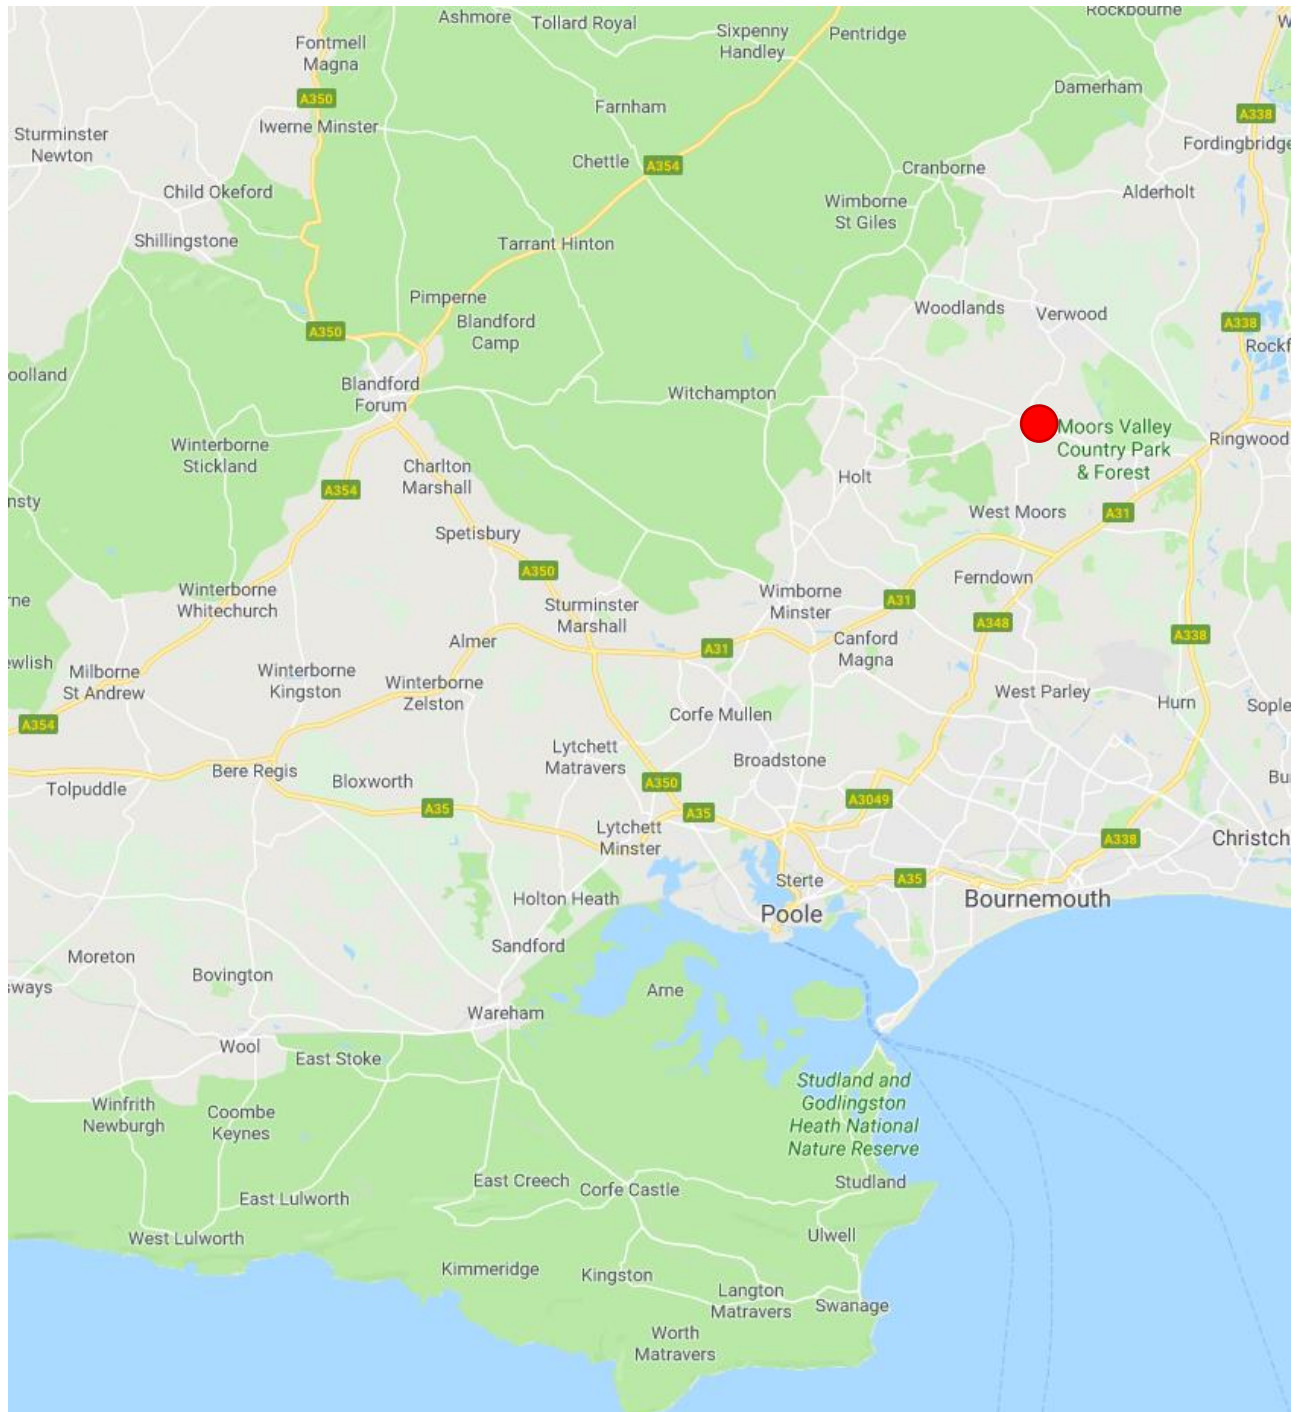 Ashmore
Tollard Royal
Rockbourne
Sixpenny
Handley
Pentridge
Fontmell
Magna
A350
Damerham
Farnham
A338
Iwerne Minster
Sturminster
Newton
Fordingbridge
Chettle
A354
Cranborne
Child Okeford
Alderholt
Wimborne
St Giles
Shillingstone
Tarrant Hinton
Pimperne
Woodlands
Verwood
Blandford
Camp
A350
A338
Rockf
oolland
Blandford
Forum
Witchampton
Moors Valley
Country Park
& Forest
Ringwood
Winterborne
Stickland
Charlton
Marshall
Holt
A354
nsty
West Moors
A31
Spetisbury
A350
Ferndown
Winterborne
Whitechurch
Wimborne
Minster
A31
rne
Sturminster
Marshall
A348
A338
Almer
A31
Canford
Magna
ewlish
Milborne
St Andrew
Winterborne
Kingston
Winterborne
Zelston
West Parley
Hurn
Sople
Corfe Mullen
A354
Lytchett
Matravers
Broadstone
Bere Regis
Bloxworth
A350
Bu
Tolpuddle
A3049
A35
A35
Lytchett
Minster
A338
Christch
Sterte
A35
Holton Heath
Poole
Bournemouth
Sandford
Moreton
Bovington
sways
Arne
Wareham
Wool
East Stoke
Studland and
Godlingston
Heath National
Nature Reserve
Winfrith
Newburgh
Coombe
Keynes
East Creech
Corfe Castle
Studland
East Lulworth
West Lulworth
Ulwell
Kimmeridge
Kingston
Langton
Matravers
Swanage
Worth
Matravers